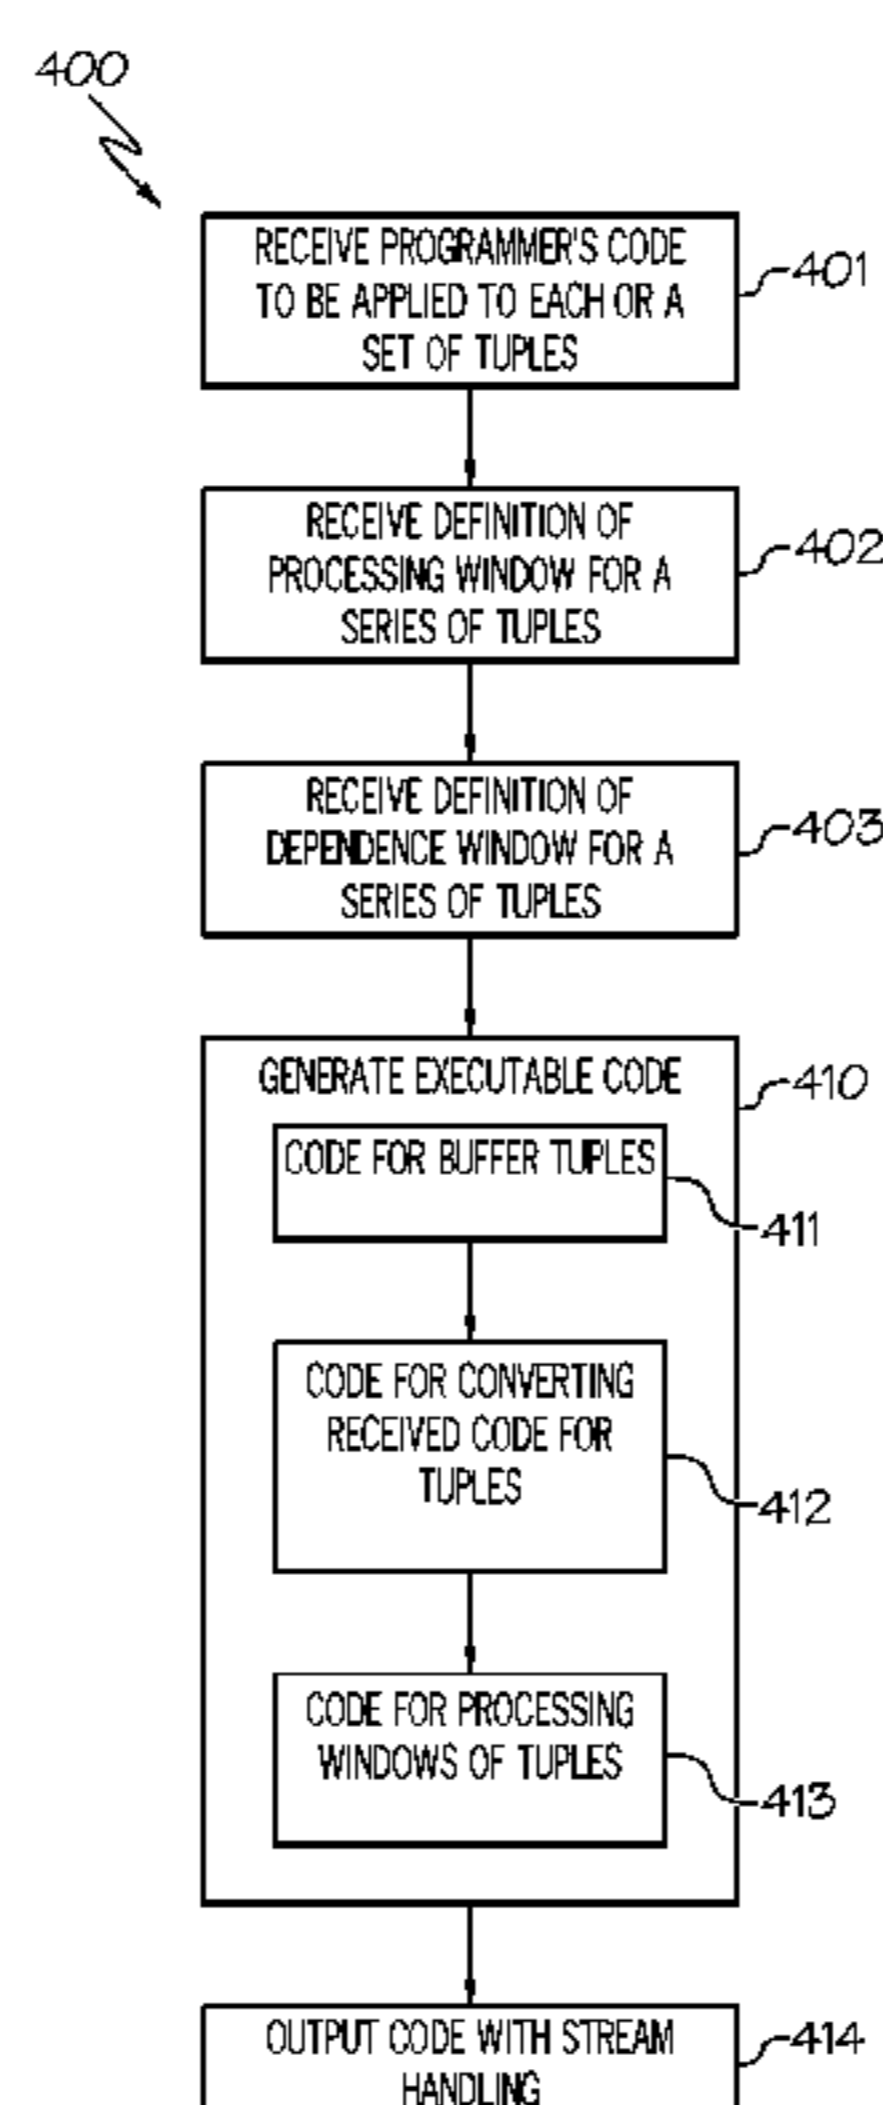 400
RECEIVE PROGRAMMER'S CODE
TO BE APPLIED TO EACH OR A
SET OF TUPLES
401
RECEIVE DEFINITION OF
PROCESSING WINDOW FOR A
SERIES OF TUPLES
402
RECEIVE DEFINITION OF
DEPENDENCE WINDOW FOR A
SERIES OF TUPLES
403
GENERATE EXECUTABLE CODE
410
CODE FOR BUFFER TUPLES
411
CODE FOR CONVERTING
RECEIVED CODE FOR
TUPLES
412
CODE FOR PROCESSING
WINDOWS OF TUPLES
413
OUTPUT CODE WITH STREAM
HANDLING
414